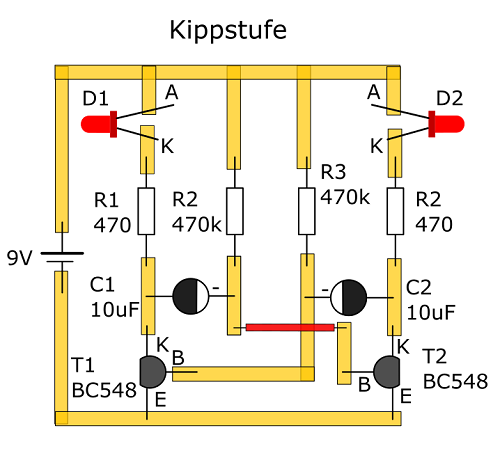 Kippstufe
D1
A
K
A
K
D2
R1
470
R2
470k
R3
470k
R2
470
9V
C1
10uF
-
-
C2
10uF
T1
BC548
K
B
E
B
K
E
T2
BC548